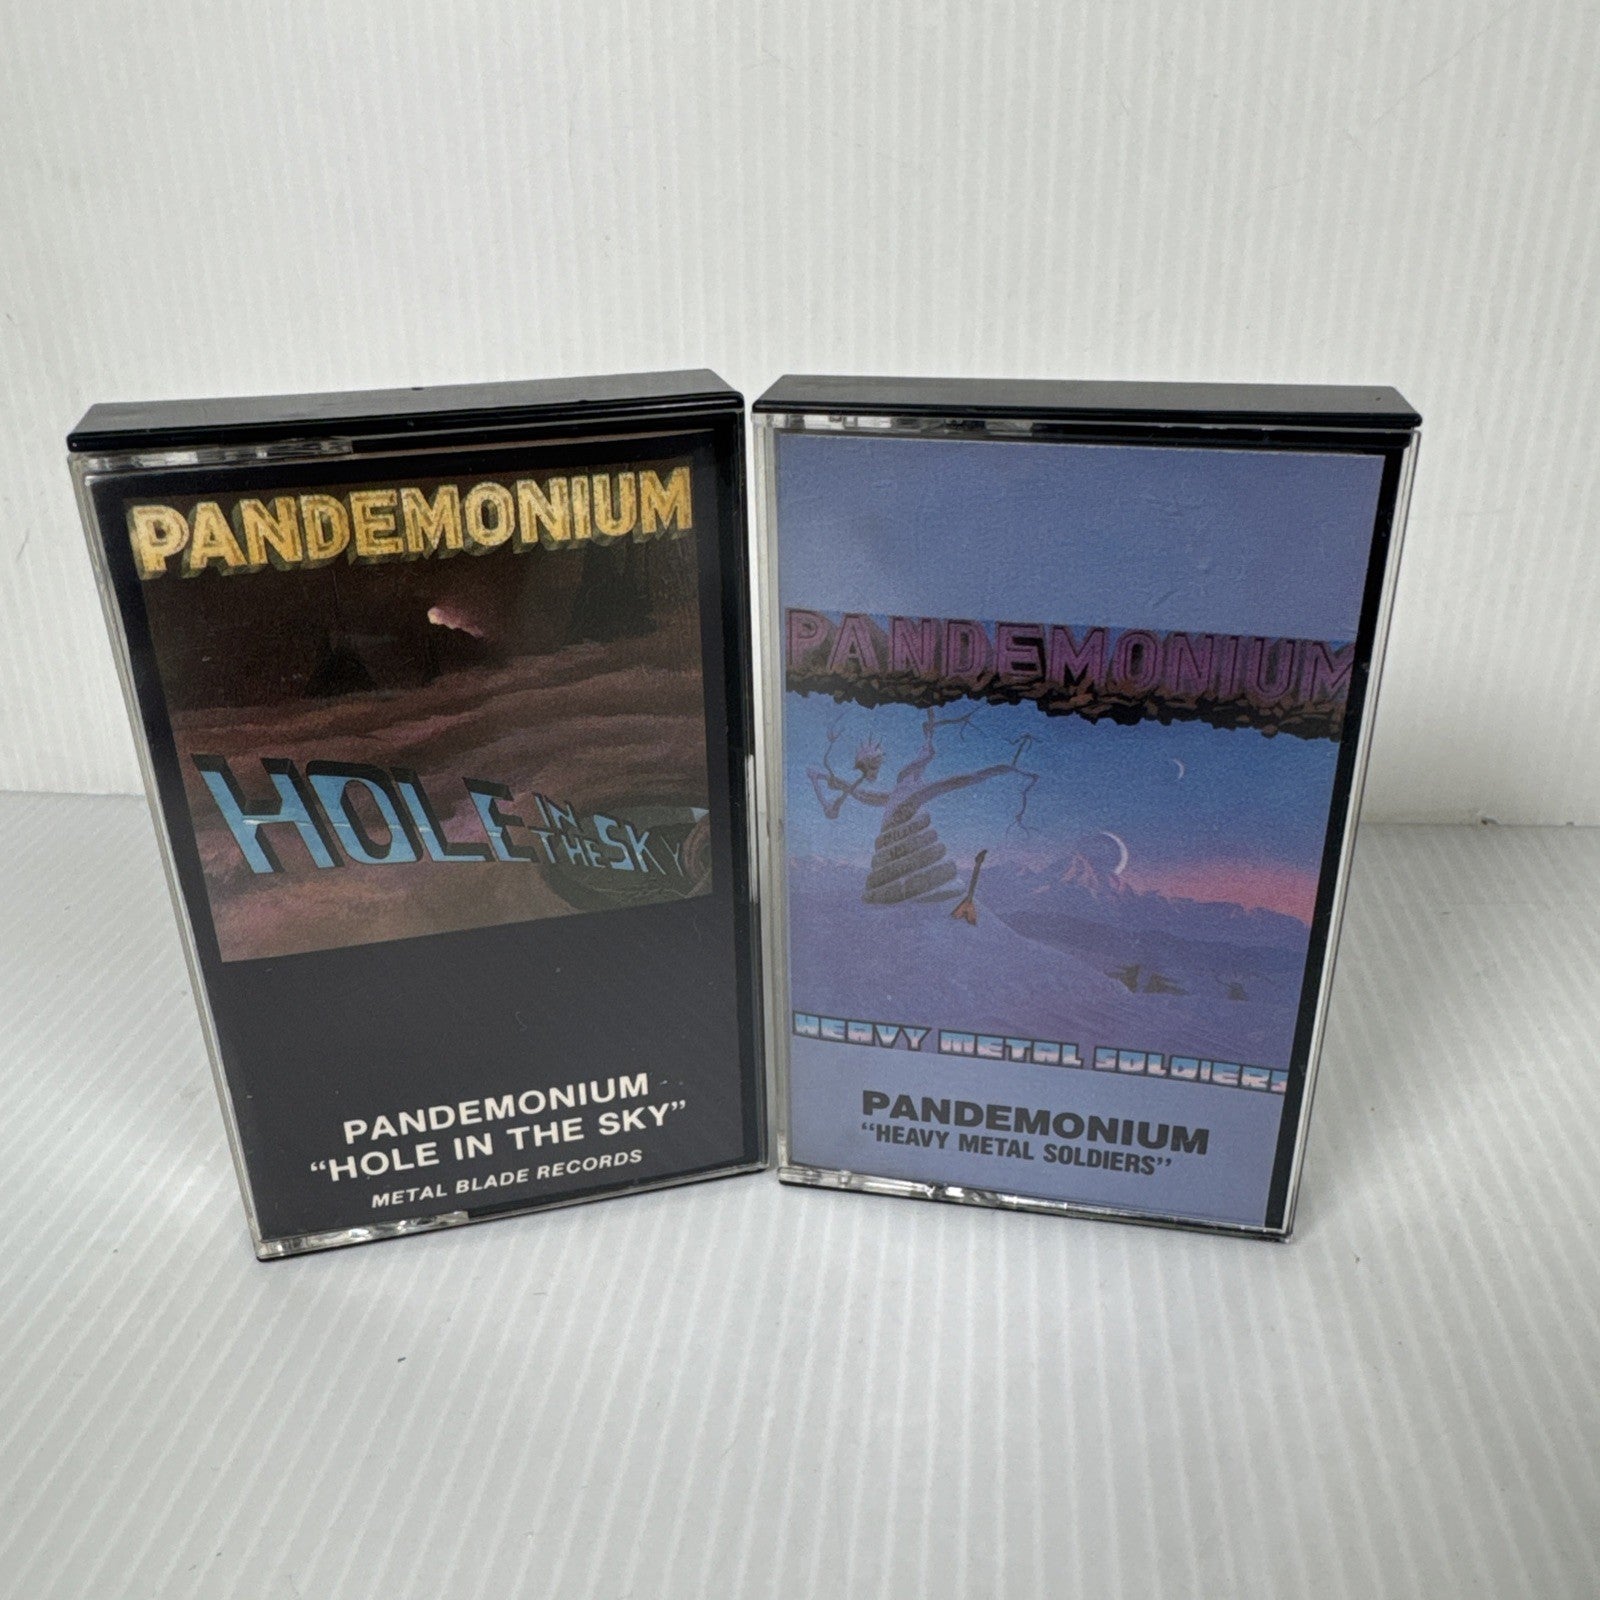 PANDEMONIUM
HOLE IN THE SKY
PANDEMONIUM
“HOLE IN THE SKY”
METAL BLADE RECORDS
PANDEMONIUM
HEAVY METAL SOLDIERS
PANDEMONIUM
“HEAVY METAL SOLDIERS”